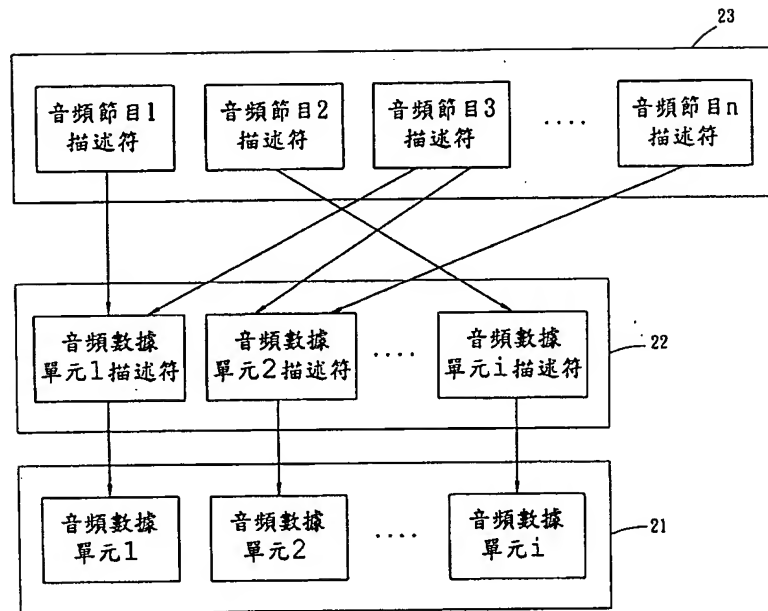 23
音頻節目1
描述符
音頻節目2
描述符
音頻節目3
描述符
....
音頻節目n
描述符
音頻數據
單元1描述符
音頻數據
單元2描述符
....
音頻數據
單元i描述符
22
音頻數據
單元1
音頻數據
單元2
....
音頻數據
單元i
21